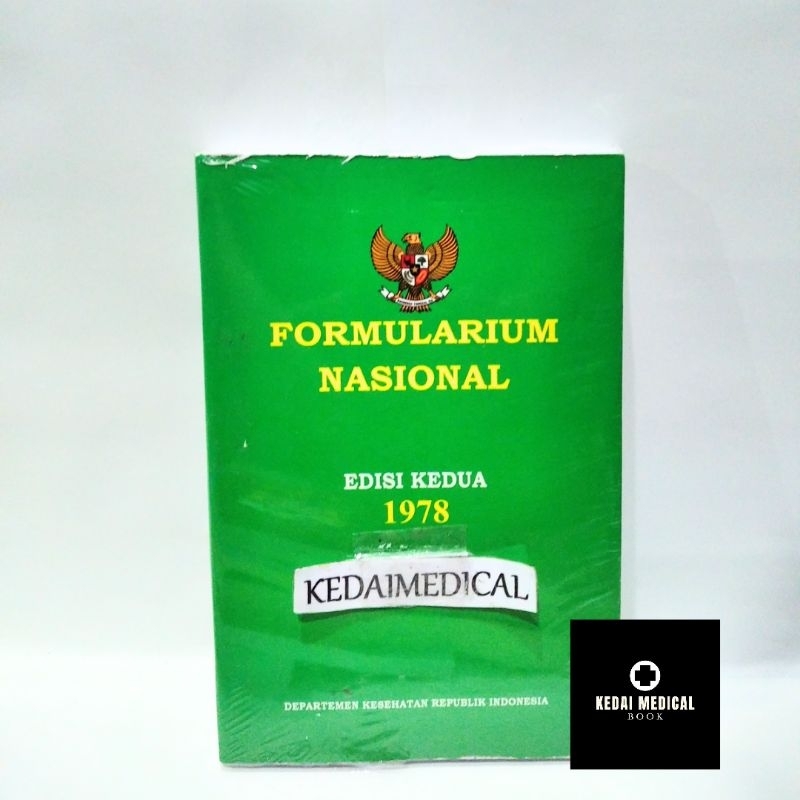 FORMULARIUM
NASIONAL
EDISI KEDUA
1978
KEDAIMEDICAL
DEPARTEMEN KESEHATAN REPUBLIK INDONESIA
KEDAI MEDICAL
BOOK